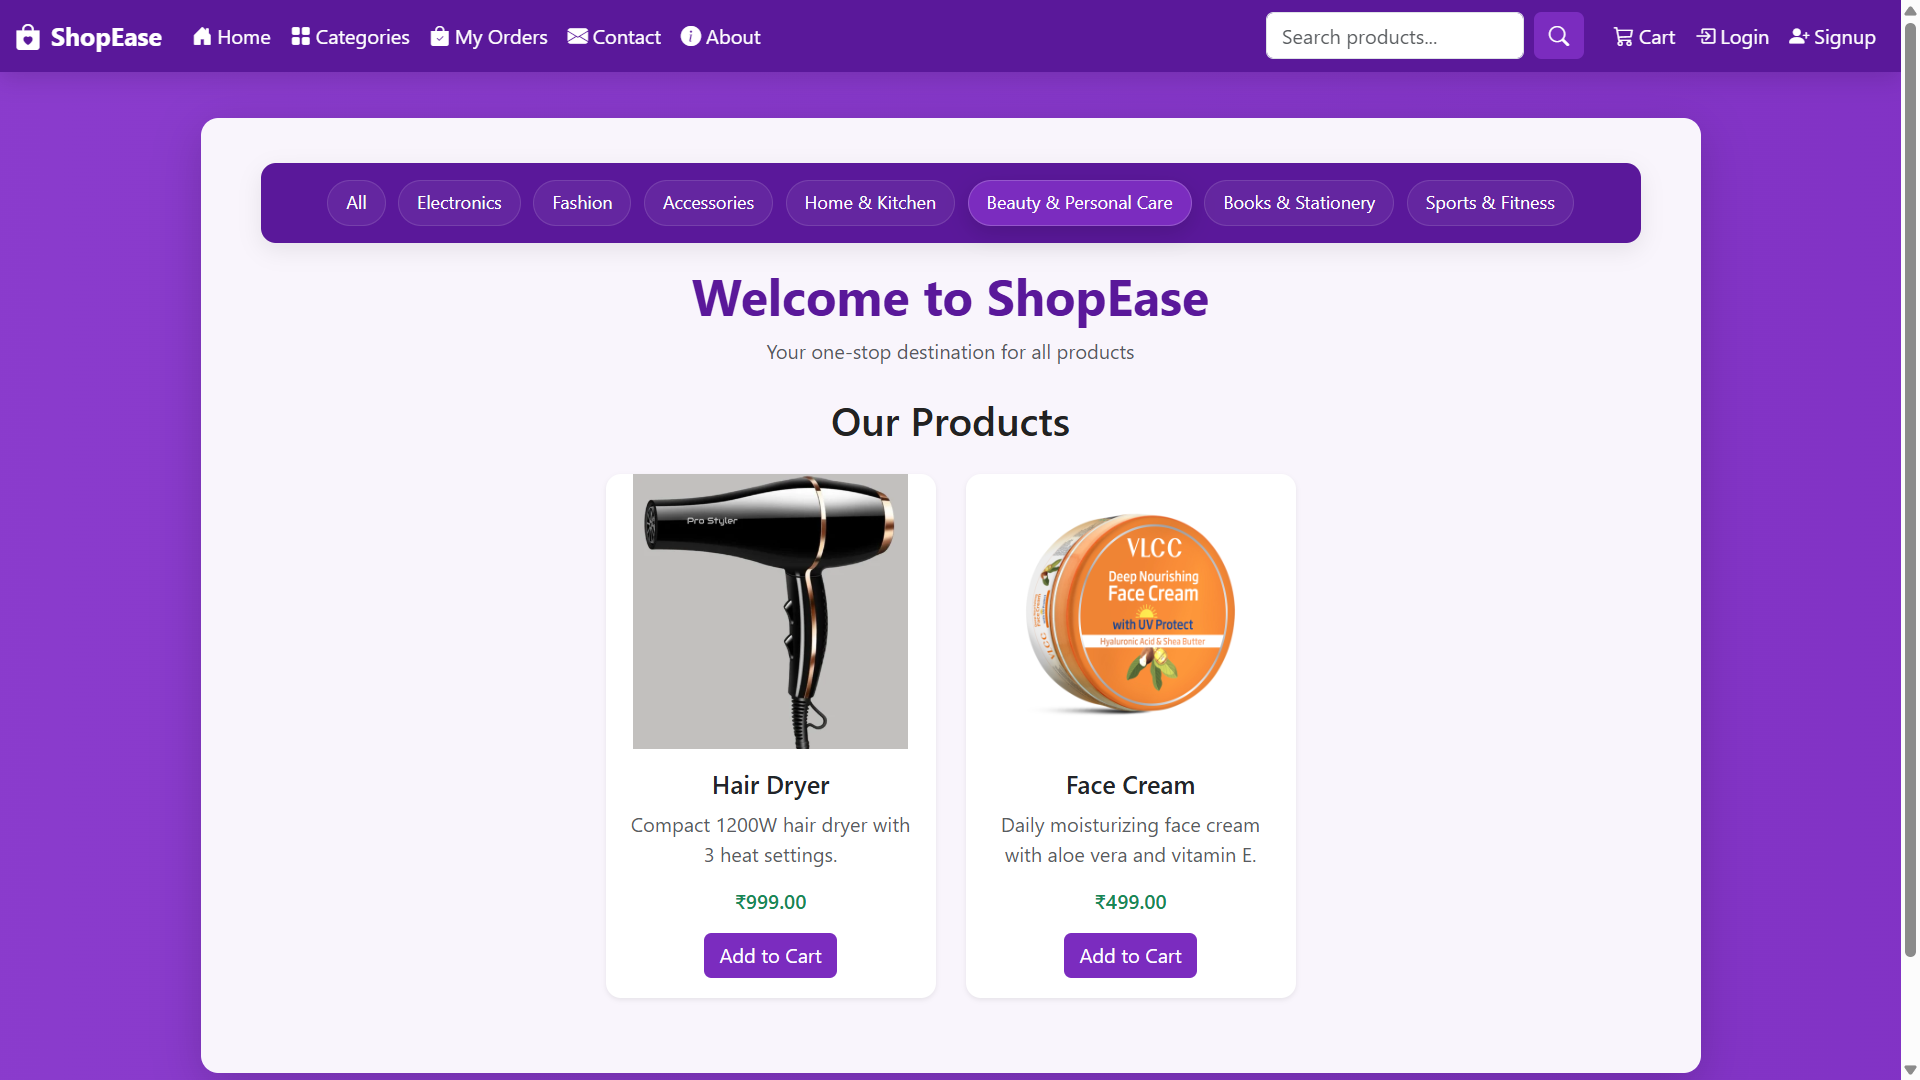 ShopEase Home Categories My Orders Contact About Search products... Cart Login Signup
All Electronics Fashion Accessories Home & Kitchen Beauty & Personal Care Books & Stationery Sports & Fitness
Welcome to ShopEase
Your one-stop destination for all products
Our Products
Pro Styler
VLCC
Deep Nourishing
Face Cream
with UV Protect
Hyaluronic Acid & Shea Butter
Hair Dryer
Compact 1200W hair dryer with
3 heat settings.
₹999.00
Add to Cart
Face Cream
Daily moisturizing face cream
with aloe vera and vitamin E.
₹499.00
Add to Cart